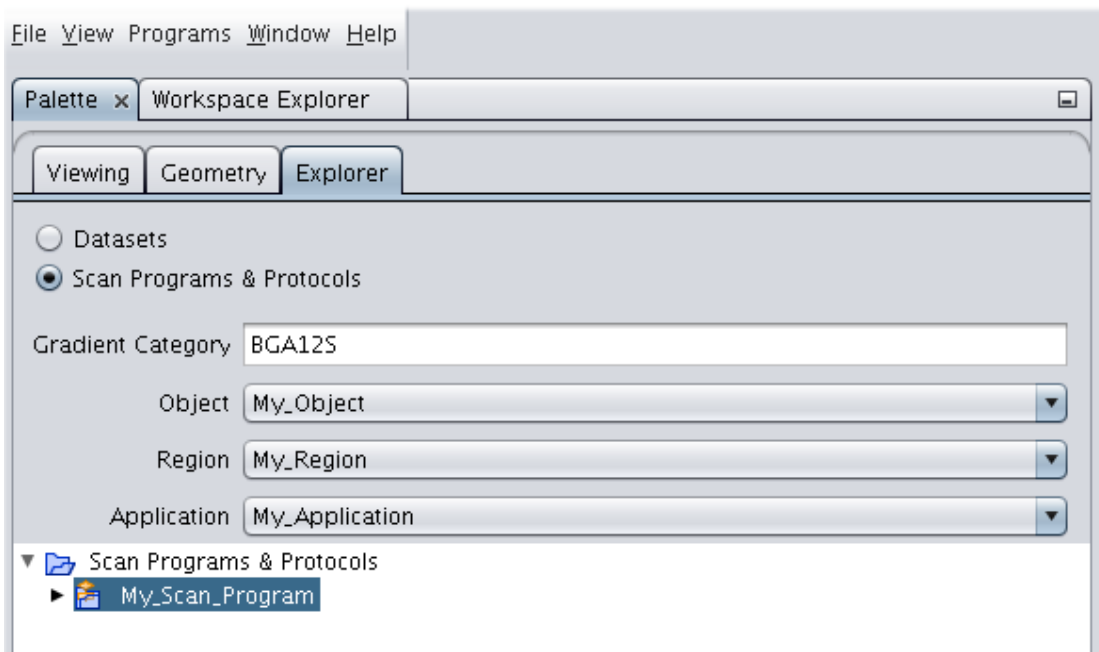 File View Programs Window Help
Palette x Workspace Explorer
Viewing Geometry Explorer
Datasets
Scan Programs & Protocols
Gradient Category BGA12S
Object My_Object
Region My_Region
Application My_Application
Scan Programs & Protocols
My_Scan_Program